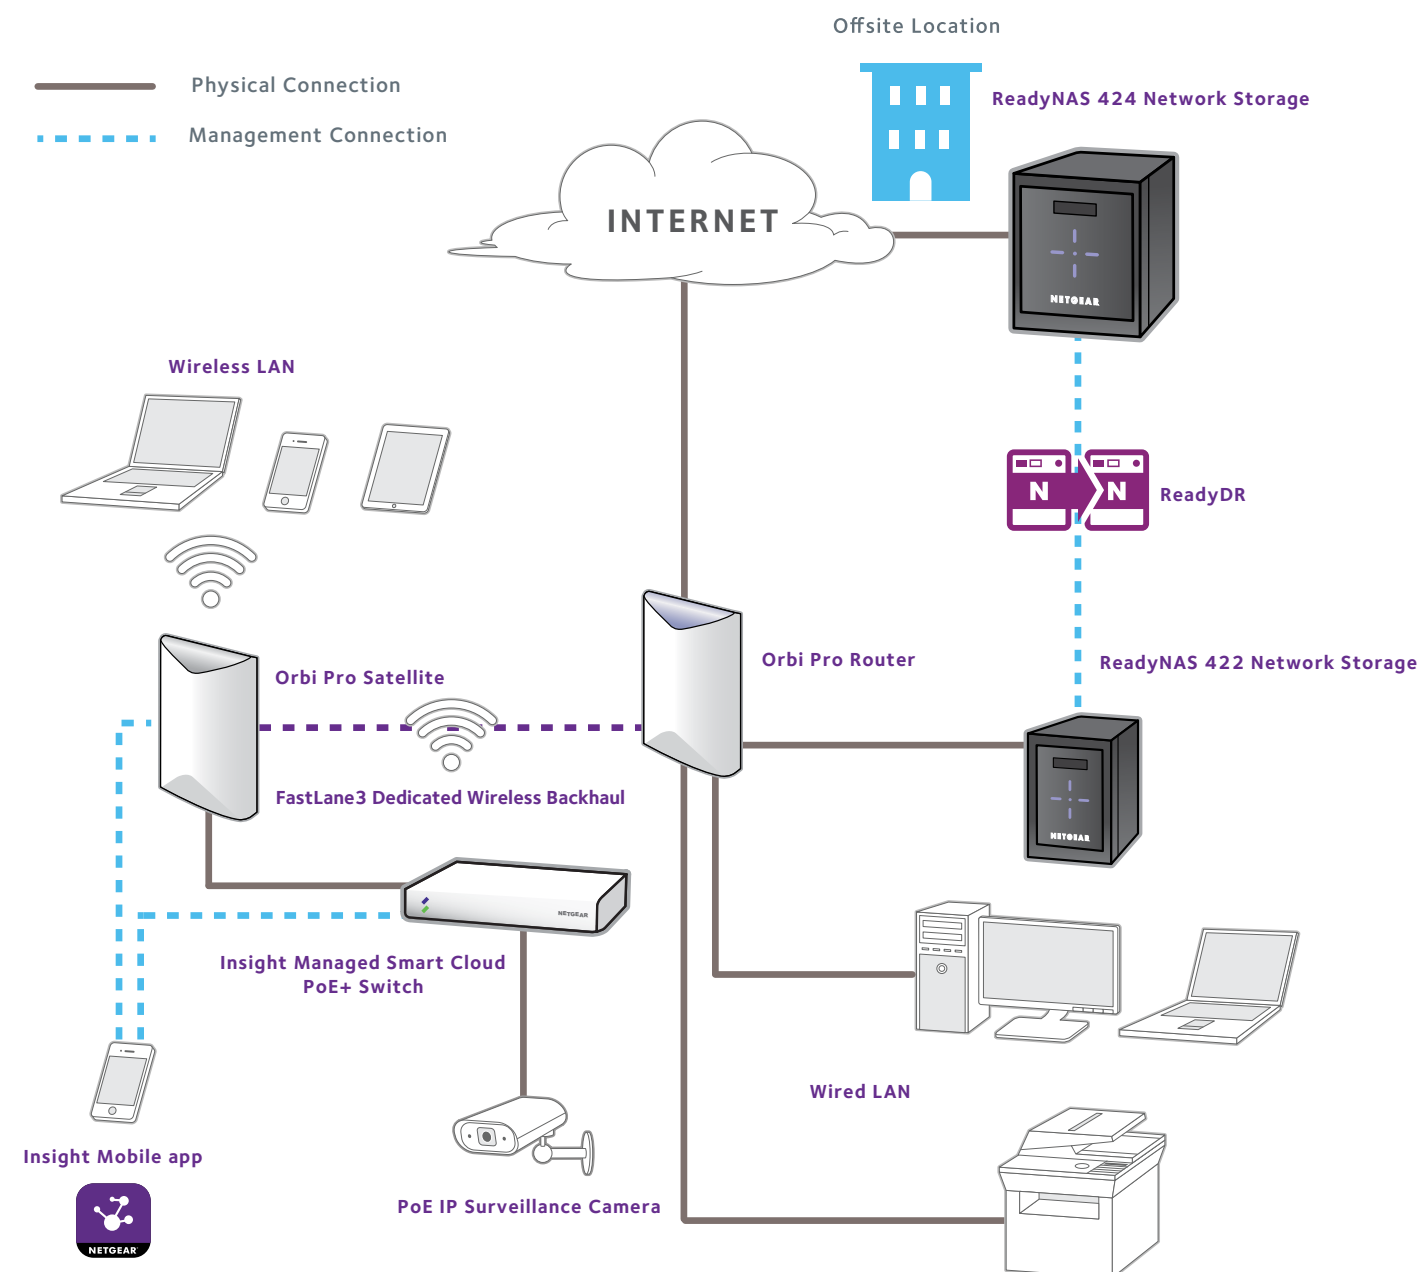 Offsite Location
Physical Connection
ReadyNAS 424 Network Storage
Management Connection
INTERNET
NETGEAR
Wireless LAN
N
N
ReadyDR
Orbi Pro Router
ReadyNAS 422 Network Storage
Orbi Pro Satellite
FastLane3 Dedicated Wireless Backhaul
NETGEAR
NETGEAR
Insight Managed Smart Cloud
PoE+ Switch
Wired LAN
Insight Mobile app
PoE IP Surveillance Camera
NETGEAR